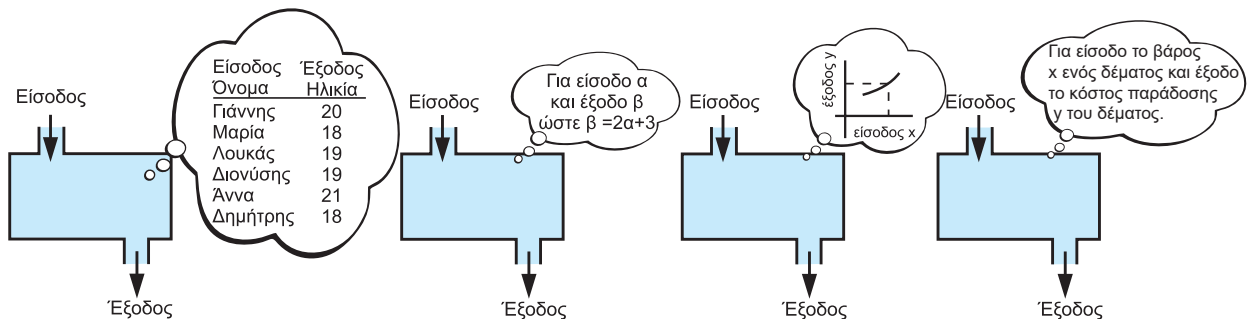 Είσοδος
Είσοδος Έξοδος
Όνομα Ηλικία
Γιάννης 20
Μαρία 18
Λουκάς 19
Διονύσης 19
Άννα 21
Δημήτρης 18
Έξοδος
Είσοδος
Για είσοδο α
και έξοδο β
ώστε β =2α+3
Έξοδος
Είσοδος
έξοδος y
είσοδος x
Έξοδος
Είσοδος
Για είσοδο το βάρος
x ενός δέματος και έξοδο
το κόστος παράδοσης
y του δέματος.
Έξοδος